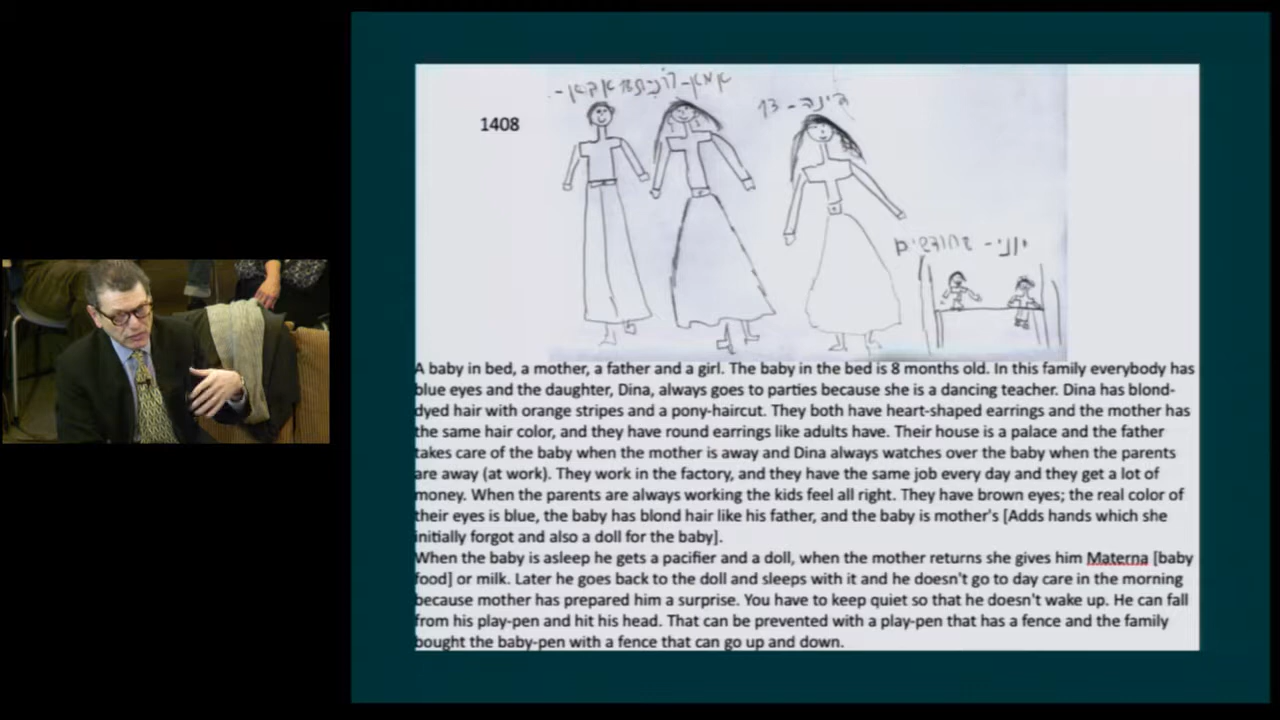 1408
דינה - 13
יוני - 8 חודשים
A baby in bed, a mother, a father and a girl. The baby in the bed is 8 months old. In this family everybody has
blue eyes and the daughter, Dina, always goes to parties because she is a dancing teacher. Dina has blond-
dyed hair with orange stripes and a pony-haircut. They both have heart-shaped earrings and the mother has
the same hair color, and they have round earrings like adults have. Their house is a palace and the father
takes care of the baby when the mother is away and Dina always watches over the baby when the parents
are away (at work). They work in the factory, and they have the same job every day and they get a lot of
money. When the parents are always working the kids feel all right. They have brown eyes; the real color of
their eyes is blue, the baby has blond hair like his father, and the baby is mother's [Adds hands which she
initially forgot and also a doll for the baby].
When the baby is asleep he gets a pacifier and a doll, when the mother returns she gives him Materna [baby
food] or milk. Later he goes back to the doll and sleeps with it and he doesn't go to day care in the morning
because mother has prepared him a surprise. You have to keep quiet so that he doesn't wake up. He can fall
from his play-pen and hit his head. That can be prevented with a play-pen that has a fence and the family
bought the baby-pen with a fence that can go up and down.